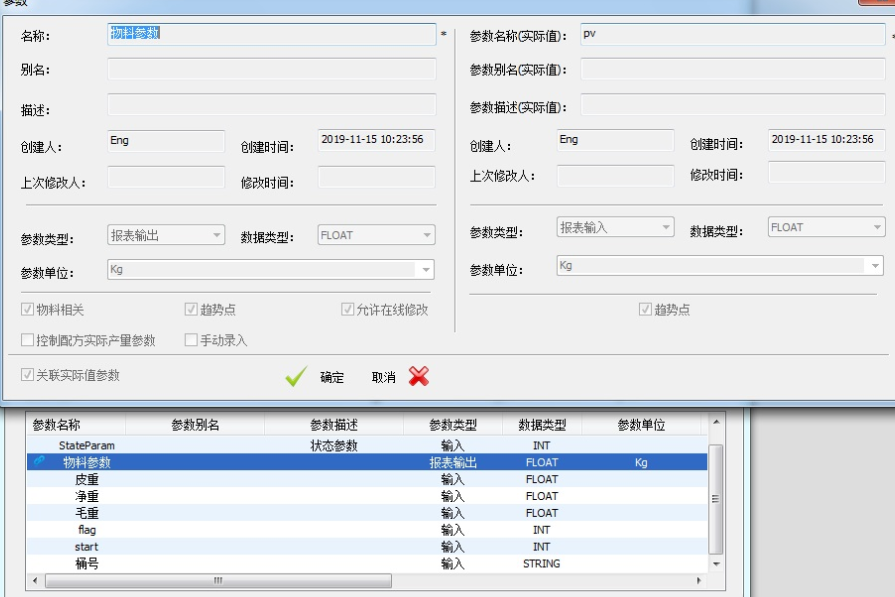 参数
名称： 物料参数 * 参数名称(实际值)： pv *
别名： 参数别名(实际值)：
描述： 参数描述(实际值)：
创建人： Eng 创建时间： 2019-11-15 10:23:56 创建人： Eng 创建时间： 2019-11-15 10:23:56
上次修改人： 修改时间： 上次修改人： 修改时间：
参数类型： 报表输出 数据类型： FLOAT 参数类型： 报表输入 数据类型： FLOAT
参数单位： Kg 参数单位： Kg
物料相关 趋势点 允许在线修改 趋势点
控制配方实际产量参数 手动录入
关联实际值参数 确定 取消
参数名称 参数别名 参数描述 参数类型 数据类型 参数单位
StateParam 状态参数 输入 INT
物料参数 报表输出 FLOAT Kg
皮重 输入 FLOAT
净重 输入 FLOAT
毛重 输入 FLOAT
flag 输入 INT
start 输入 INT
桶号 输入 STRING